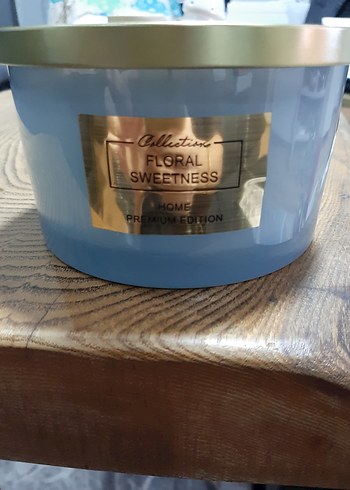 Collection
FLORAL
SWEETNESS
HOME
PREMIUM EDITION